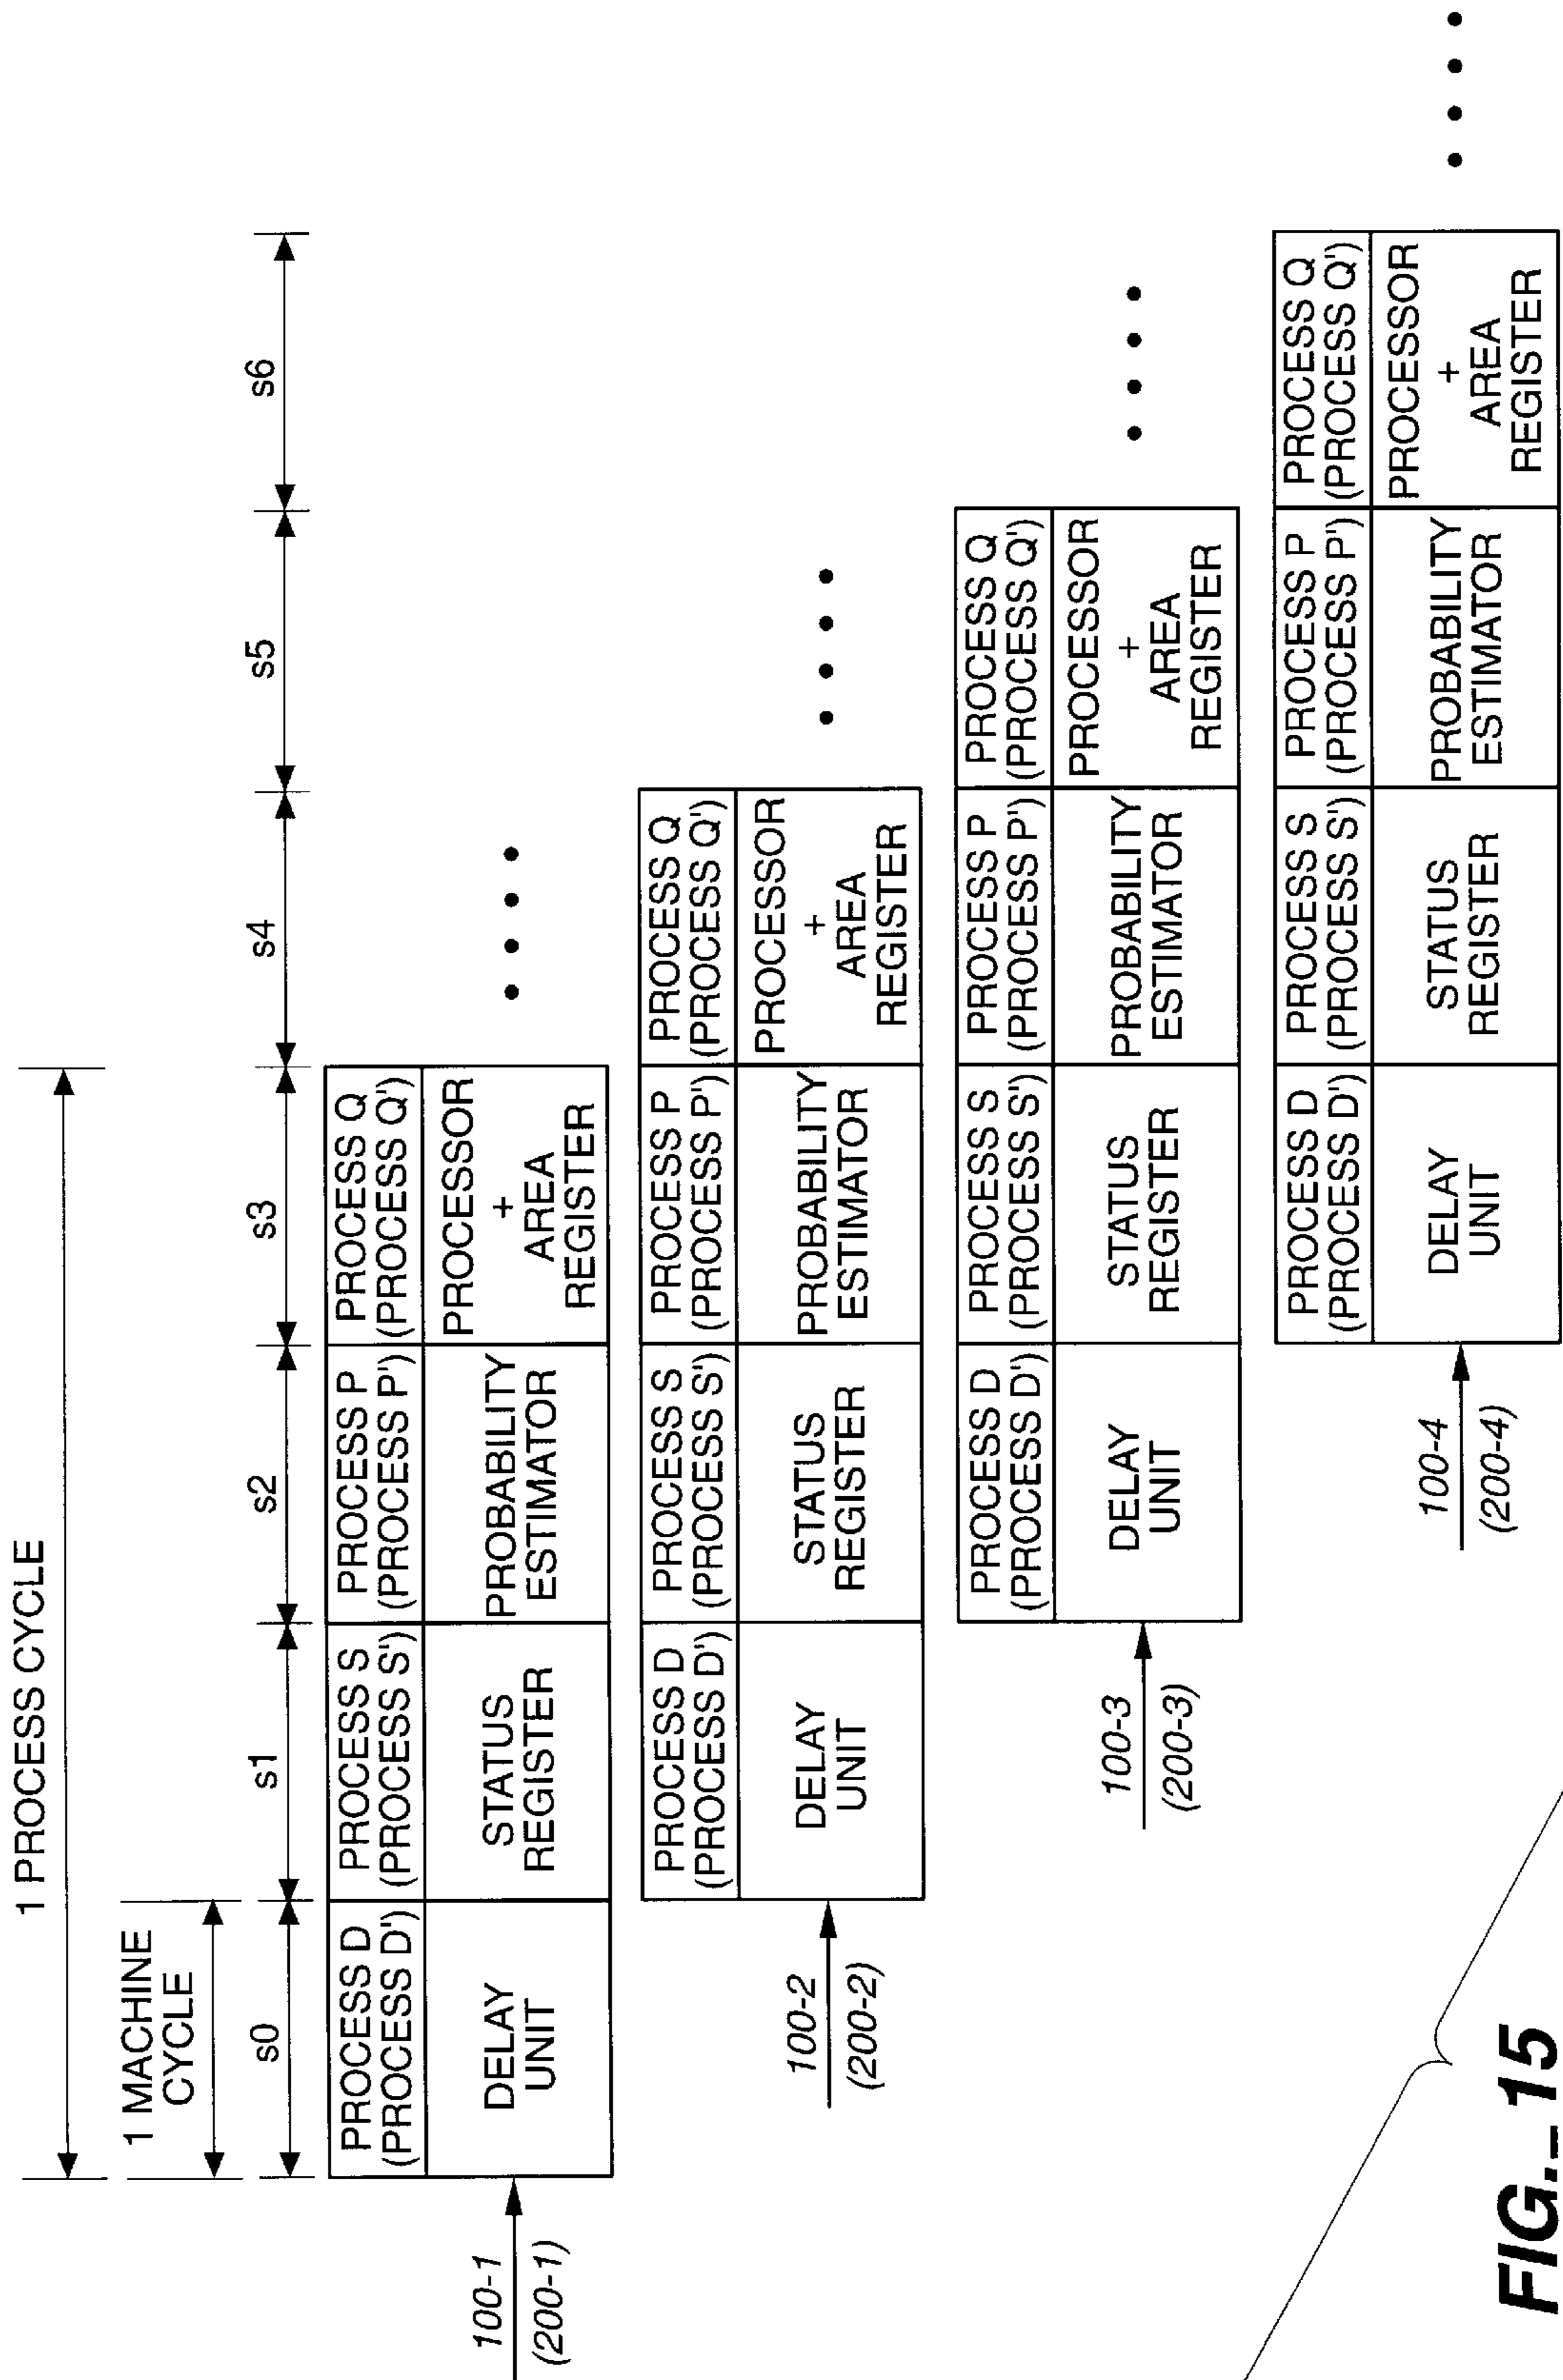 1 PROCESS CYCLE
1 MACHINE
CYCLE
s0
s1
s2
s3
s4
s5
s6
100-1
(200-1)
PROCESS D
(PROCESS D')
DELAY
UNIT
PROCESS S
(PROCESS S')
STATUS
REGISTER
PROCESS P
(PROCESS P')
PROBABILITY
ESTIMATOR
PROCESS Q
(PROCESS Q')
PROCESSOR
+
AREA
REGISTER
100-2
(200-2)
PROCESS D
(PROCESS D')
DELAY
UNIT
PROCESS S
(PROCESS S')
STATUS
REGISTER
PROCESS P
(PROCESS P')
PROBABILITY
ESTIMATOR
PROCESS Q
(PROCESS Q')
PROCESSOR
+
AREA
REGISTER
100-3
(200-3)
PROCESS D
(PROCESS D')
DELAY
UNIT
PROCESS S
(PROCESS S')
STATUS
REGISTER
PROCESS P
(PROCESS P')
PROBABILITY
ESTIMATOR
PROCESS Q
(PROCESS Q')
PROCESSOR
+
AREA
REGISTER
100-4
(200-4)
PROCESS D
(PROCESS D')
DELAY
UNIT
PROCESS S
(PROCESS S')
STATUS
REGISTER
PROCESS P
(PROCESS P')
PROBABILITY
ESTIMATOR
PROCESS Q
(PROCESS Q')
PROCESSOR
+
AREA
REGISTER
FIG._15